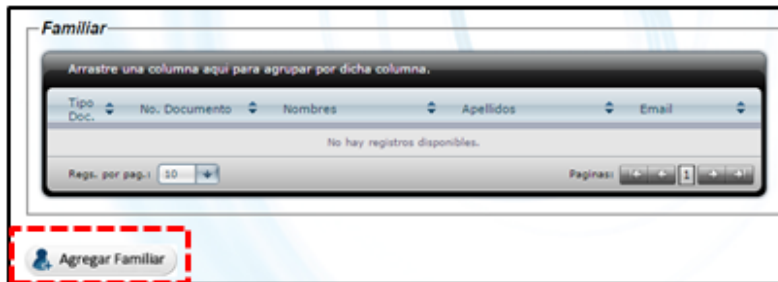 Familiar
Arrastre una columna aqui para agrupar por dicha columna.
Tipo Doc. No. Documento Nombres Apellidos Email
No hay registros disponibles.
Regs. por pag.: 10 Paginas: 1
Agregar Familiar